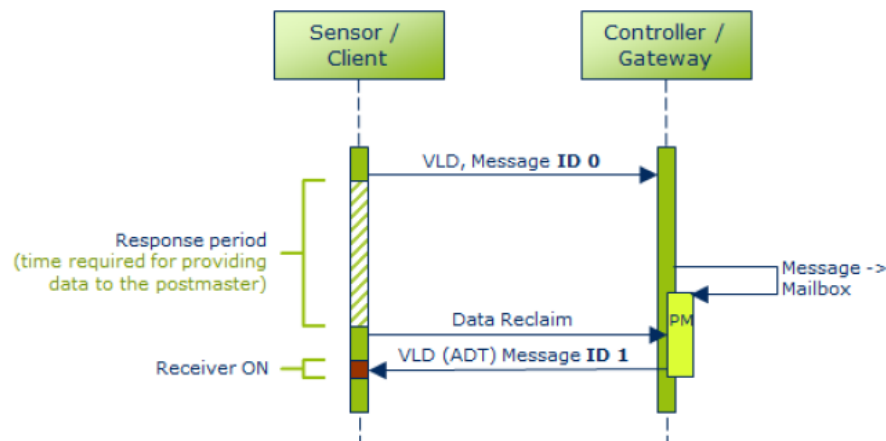 Sensor /
Client
Controller /
Gateway
VLD, Message ID 0
Response period
(time required for providing
data to the postmaster)
Message ->
Mailbox
Data Reclaim
PM
VLD (ADT) Message ID 1
Receiver ON